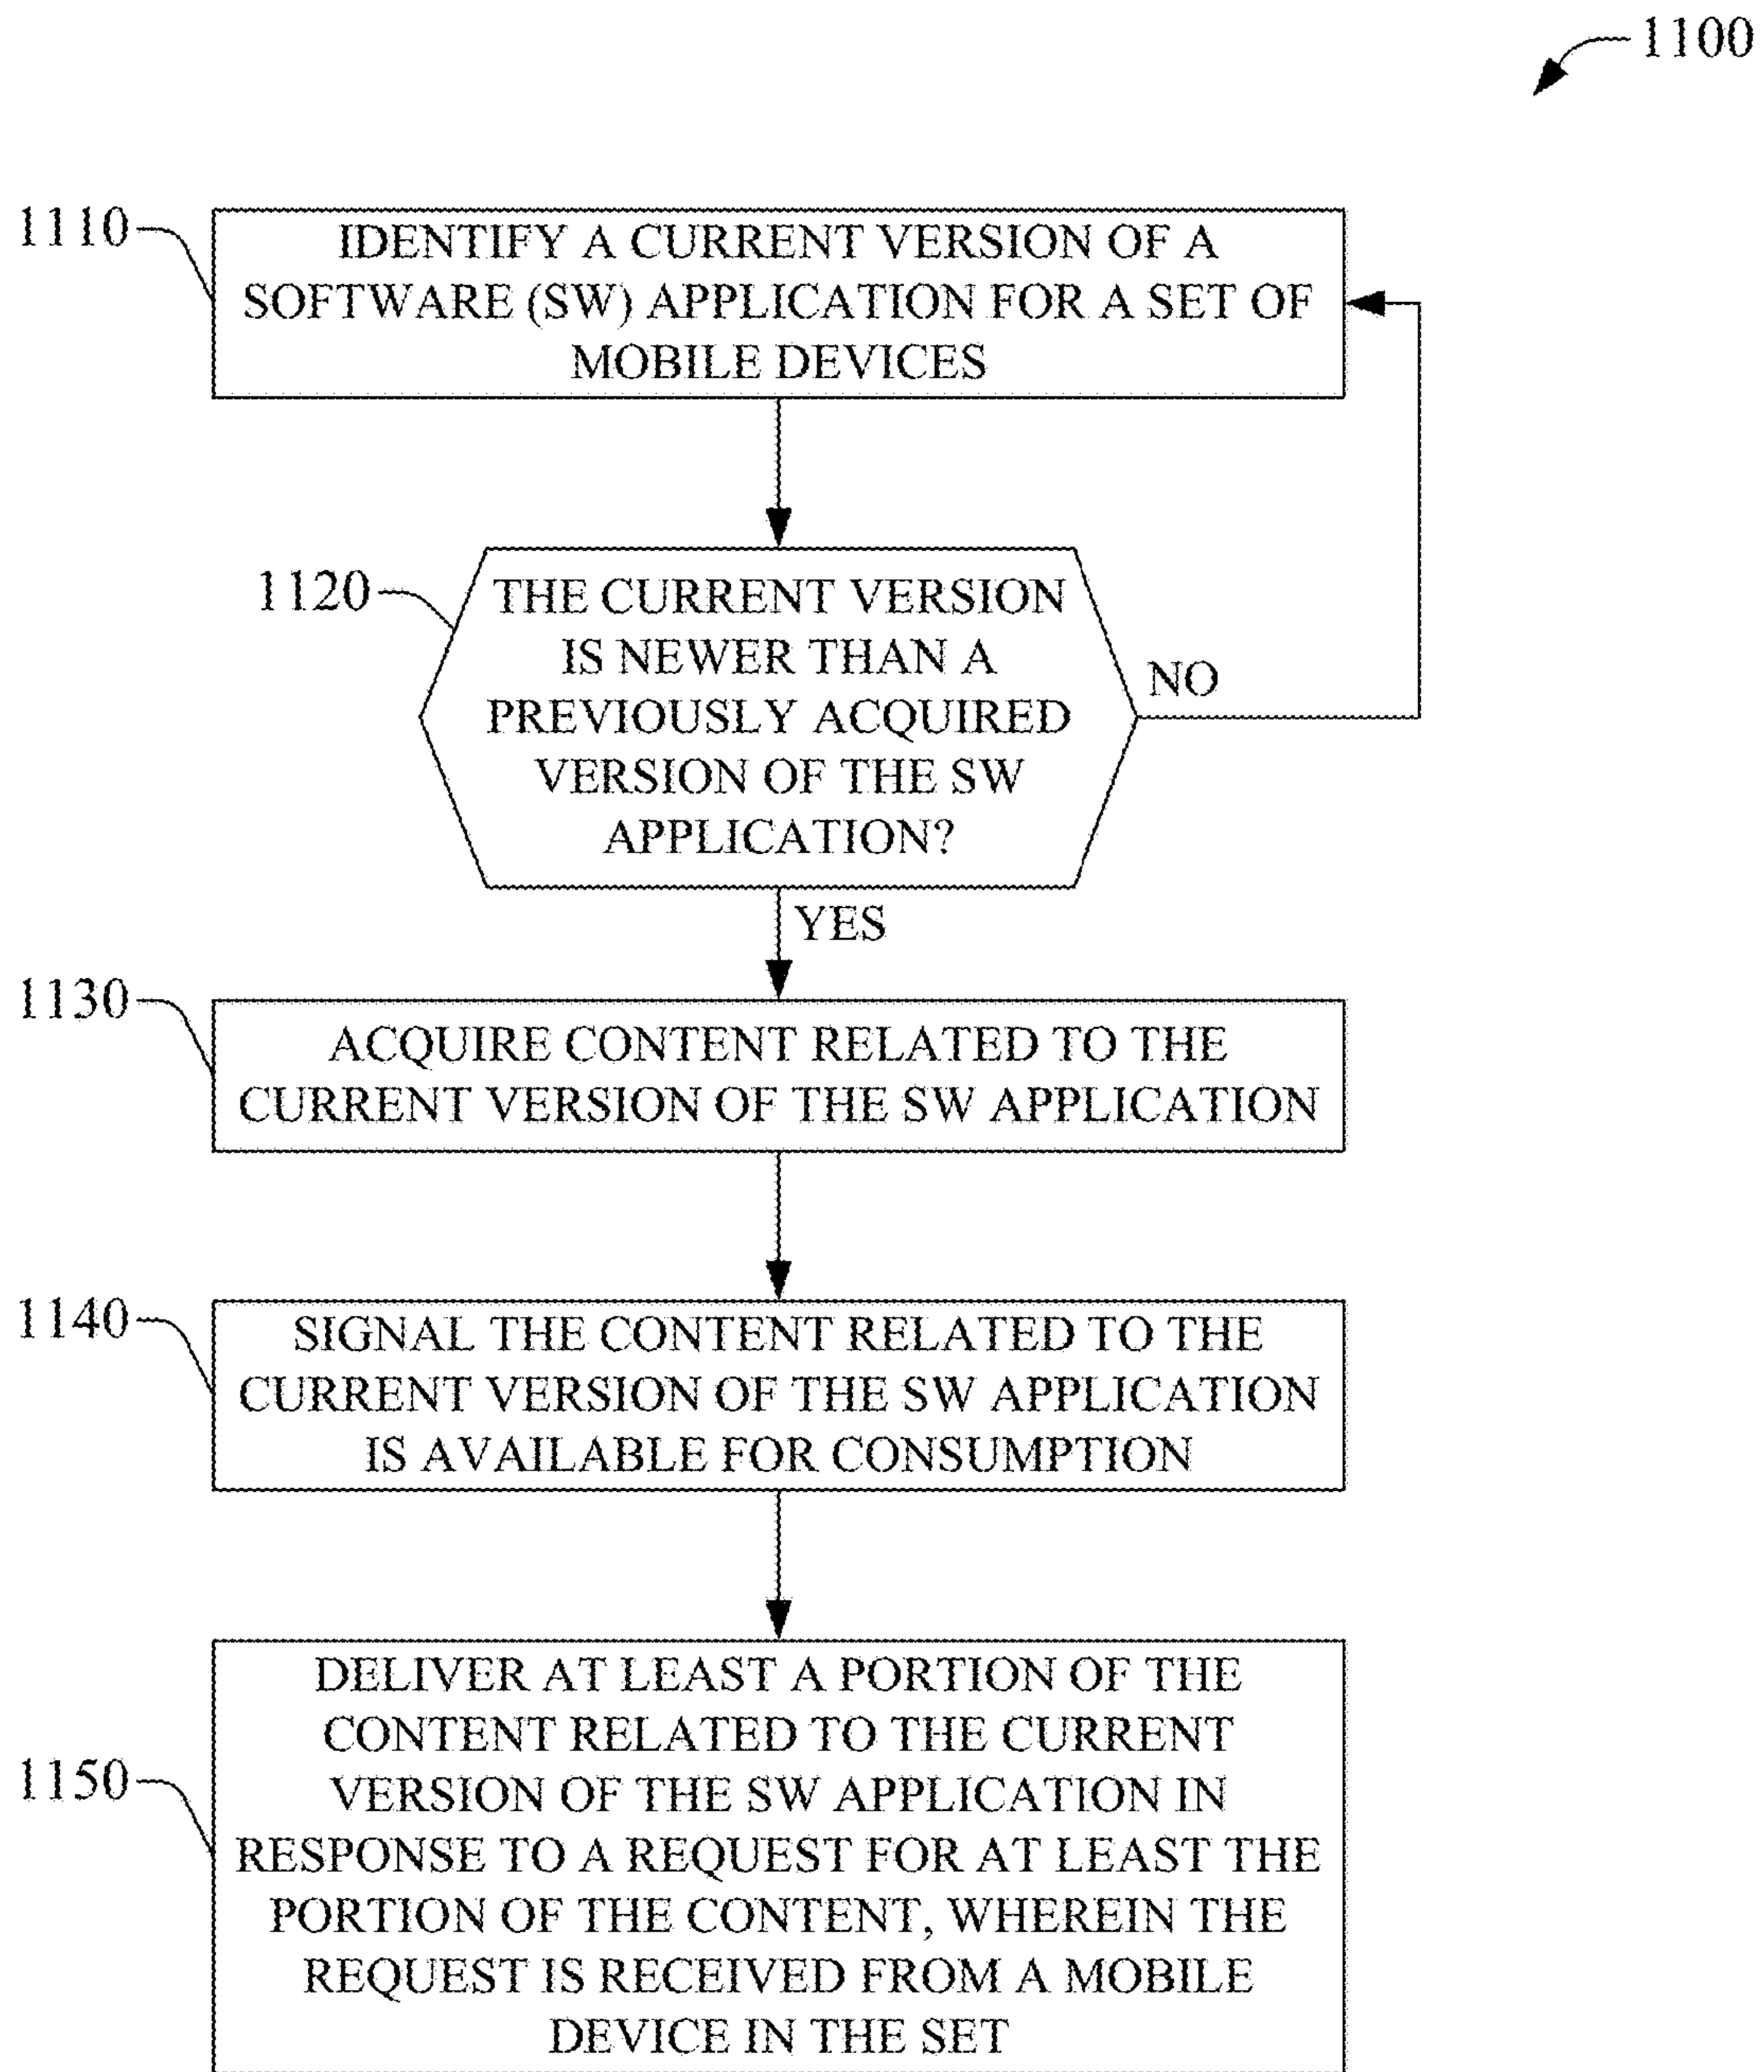 1100
1110
IDENTIFY A CURRENT VERSION OF A
SOFTWARE (SW) APPLICATION FOR A SET OF
MOBILE DEVICES
1120
THE CURRENT VERSION
IS NEWER THAN A
PREVIOUSLY ACQUIRED
VERSION OF THE SW
APPLICATION?
NO
YES
1130
ACQUIRE CONTENT RELATED TO THE
CURRENT VERSION OF THE SW APPLICATION
1140
SIGNAL THE CONTENT RELATED TO THE
CURRENT VERSION OF THE SW APPLICATION
IS AVAILABLE FOR CONSUMPTION
1150
DELIVER AT LEAST A PORTION OF THE
CONTENT RELATED TO THE CURRENT
VERSION OF THE SW APPLICATION IN
RESPONSE TO A REQUEST FOR AT LEAST THE
PORTION OF THE CONTENT, WHEREIN THE
REQUEST IS RECEIVED FROM A MOBILE
DEVICE IN THE SET